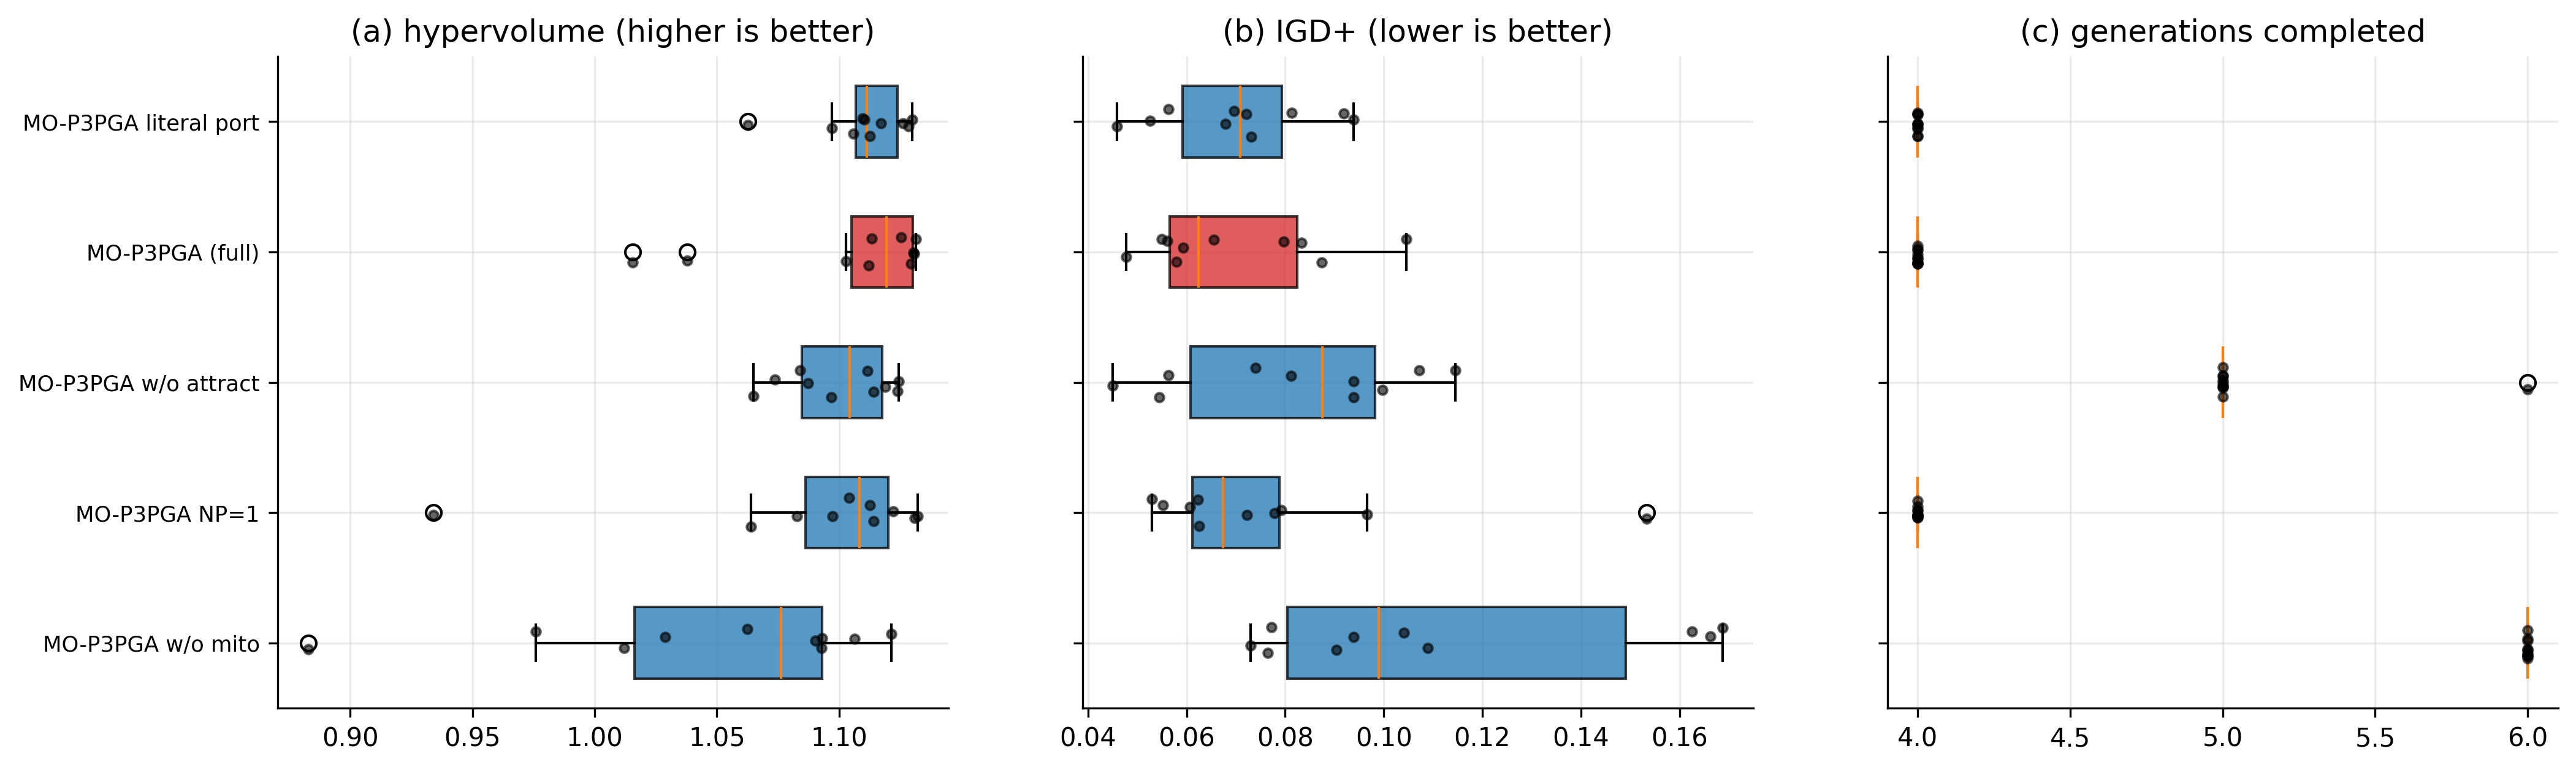 (a) hypervolume (higher is better)
(b) IGD+ (lower is better)
(c) generations completed
MO-P3PGA literal port
MO-P3PGA (full)
MO-P3PGA w/o attract
MO-P3PGA NP=1
MO-P3PGA w/o mito
0.90 0.95 1.00 1.05 1.10
0.04 0.06 0.08 0.10 0.12 0.14 0.16
4.0 4.5 5.0 5.5 6.0